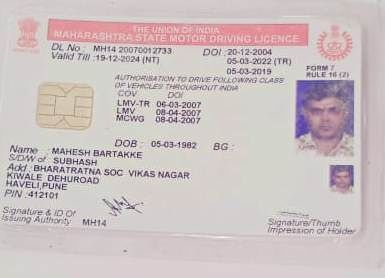 THE UNION OF INDIA
MAHARASHTRA STATE MOTOR DRIVING LICENCE
DL No : MH14 20070012733 DOI : 20-12-2004
Valid Till : 19-12-2024 (NT) 05-03-2022 (TR)
05-03-2019
FORM 7
RULE 16 (2)
AUTHORISATION TO DRIVE FOLLOWING CLASS
OF VEHICLES THROUGHOUT INDIA
COV DOI
LMV-TR 06-03-2007
LMV 08-04-2007
MCWG 08-04-2007
DOB : 05-03-1982 BG :
Name : MAHESH BARTAKKE
S/D/W of : SUBHASH
Add : BHARATRATNA SOC VIKAS NAGAR
KIWALE DEHUROAD
HAVELI,PUNE
PIN : 412101
Signature & ID Of
Issuing Authority MH14
Signature/Thumb
Impression of Holder